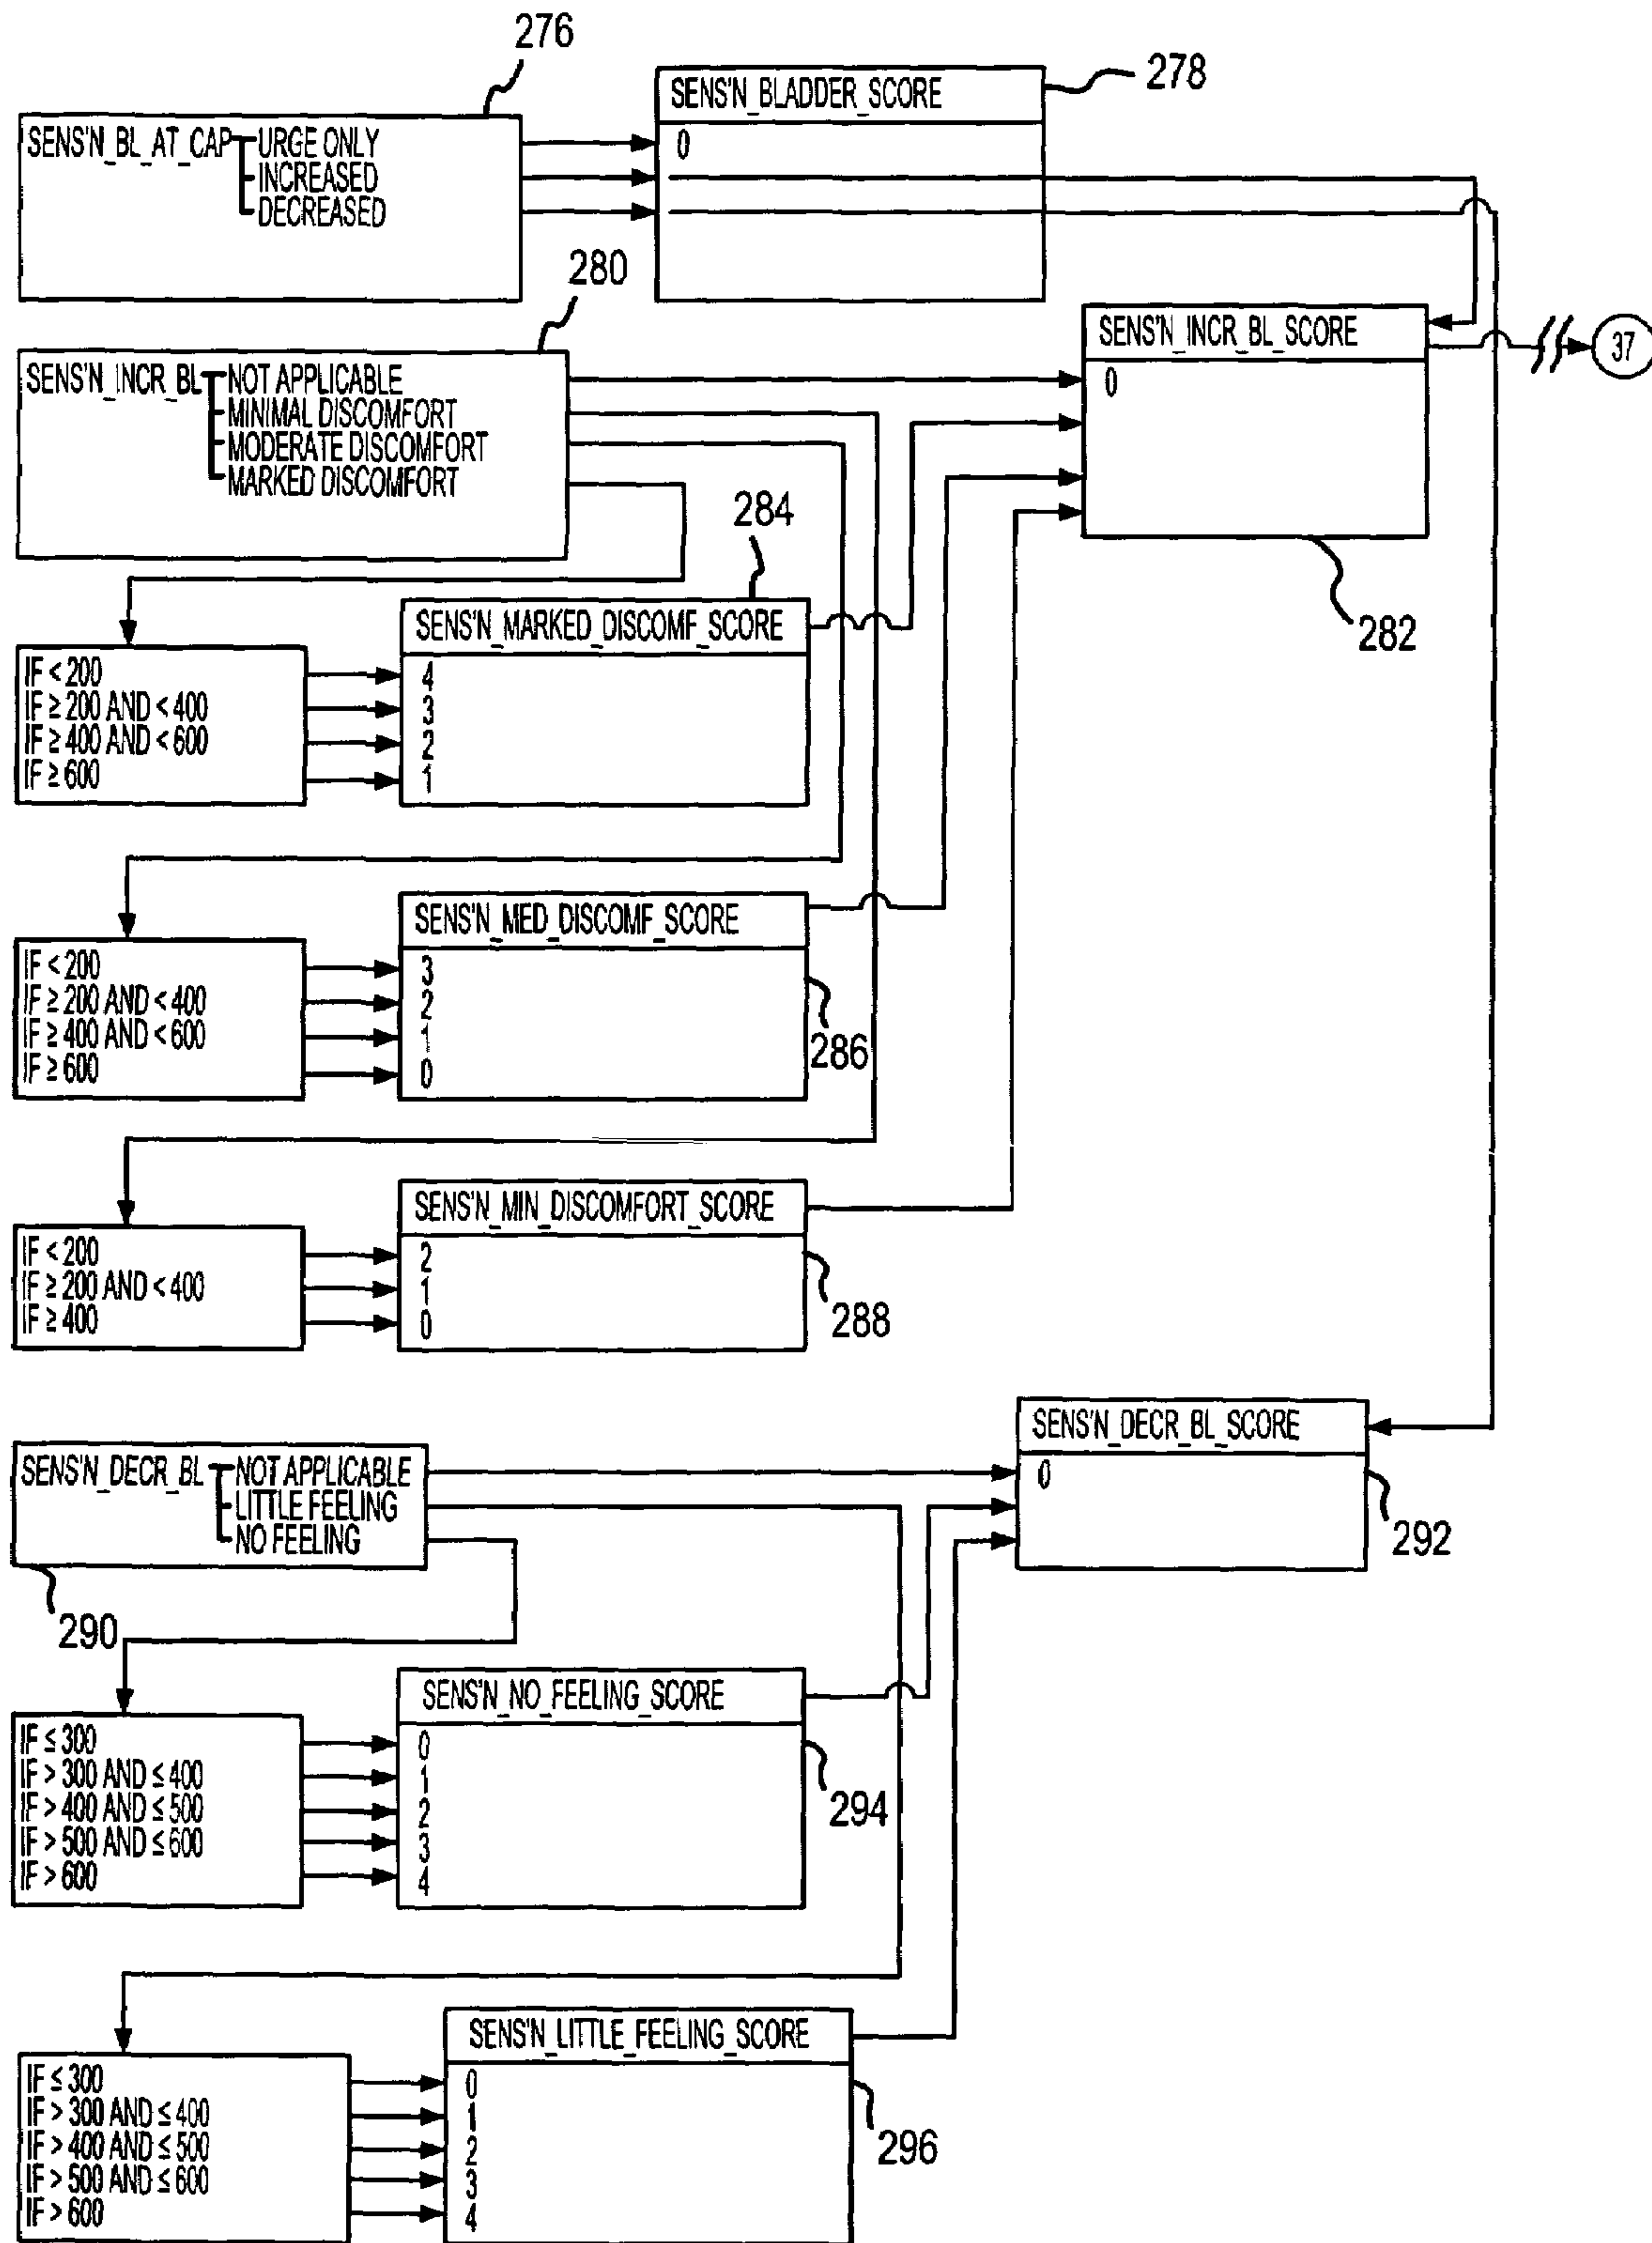 276
278
SENS'N_BLADDER_SCORE
0
SENS'N_BL_AT_CAP
URGE ONLY
INCREASED
DECREASED
280
SENS'N_INCR_BL
NOT APPLICABLE
MINIMAL DISCOMFORT
MODERATE DISCOMFORT
MARKED DISCOMFORT
SENS'N_INCR_BL_SCORE
0
37
282
284
SENS'N_MARKED_DISCOMF_SCORE
IF < 200
IF ≥ 200 AND < 400
IF ≥ 400 AND < 600
IF ≥ 600
4
3
2
1
SENS'N_MED_DISCOMF_SCORE
IF < 200
IF ≥ 200 AND < 400
IF ≥ 400 AND < 600
IF ≥ 600
3
2
1
0
286
SENS'N_MIN_DISCOMFORT_SCORE
IF < 200
IF ≥ 200 AND < 400
IF ≥ 400
2
1
0
288
SENS'N_DECR_BL_SCORE
0
292
SENS'N_DECR_BL
NOT APPLICABLE
LITTLE FEELING
NO FEELING
290
SENS'N_NO_FEELING_SCORE
IF ≤ 300
IF > 300 AND ≤ 400
IF > 400 AND ≤ 500
IF > 500 AND ≤ 600
IF > 600
0
1
2
3
4
294
SENS'N_LITTLE_FEELING_SCORE
IF ≤ 300
IF > 300 AND ≤ 400
IF > 400 AND ≤ 500
IF > 500 AND ≤ 600
IF > 600
0
1
2
3
4
296